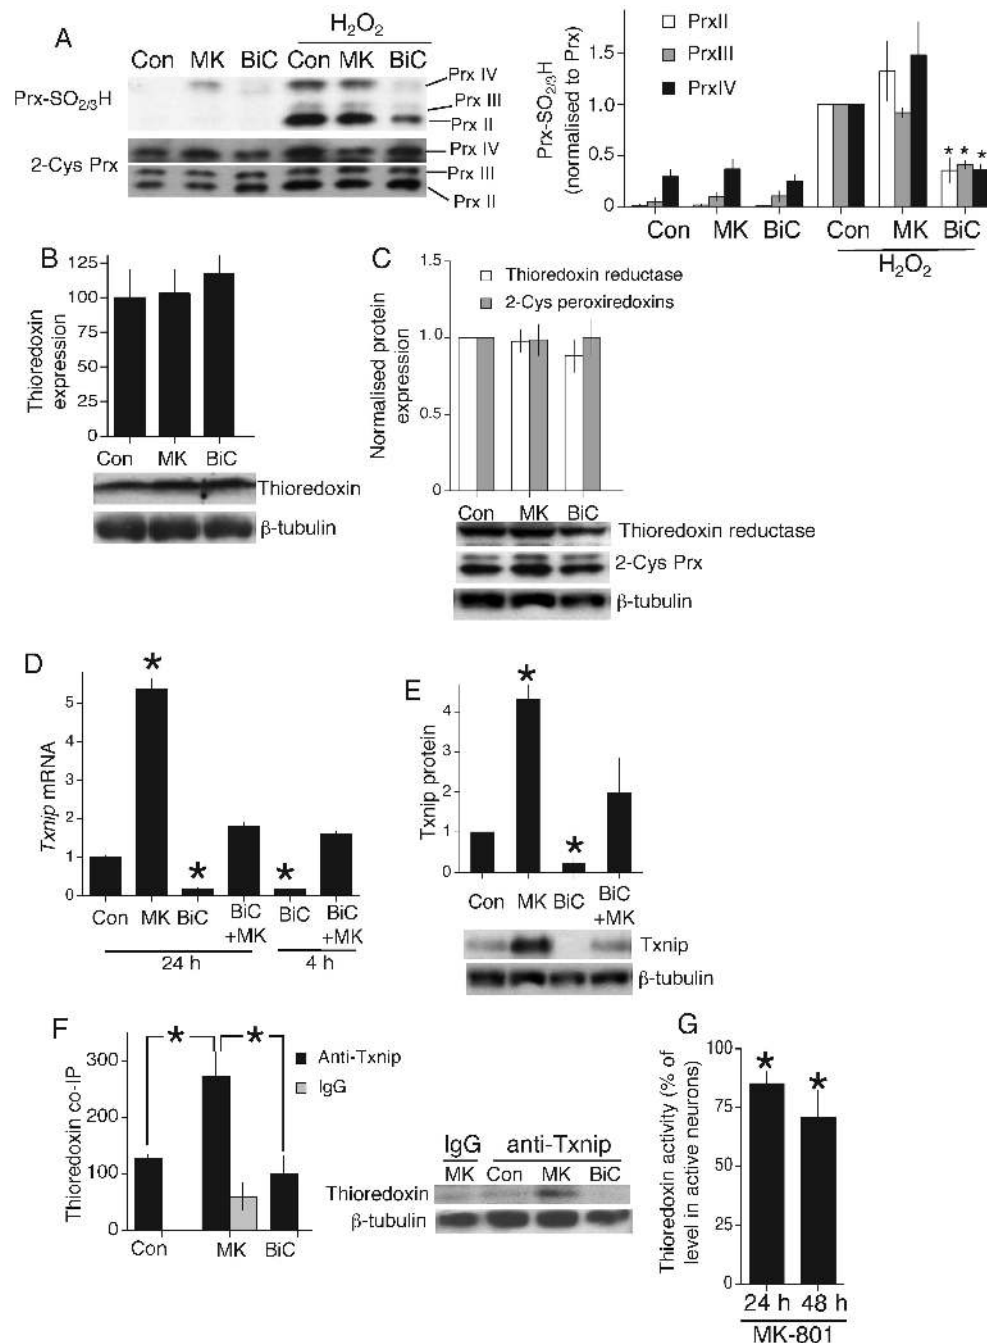 A
H2O2
Con MK BiC Con MK BiC
Prx-SO2/3H
Prx IV
Prx III
Prx II
2-Cys Prx
Prx IV
Prx III
Prx II
Prx-SO2/3H
(normalised to Prx)
1.5
1.0
0.5
0
PrxII
PrxIII
PrxIV
* * *
Con MK BiC Con MK BiC
H2O2
B
Thioredoxin
expression
125
100
75
50
25
0
Con MK BiC
Thioredoxin
β-tubulin
C
Normalised protein
expression
1.5
1.0
0.5
0
Thioredoxin reductase
2-Cys peroxiredoxins
Con MK BiC
Thioredoxin reductase
2-Cys Prx
β-tubulin
D
Txnip mRNA
5
4
3
2
1
0
* * *
Con MK BiC BiC +MK BiC BiC +MK
24 h 4 h
E
Txnip protein
4
3
2
1
0
* *
Con MK BiC BiC +MK
Txnip
β-tubulin
F
Thioredoxin co-IP
300
200
100
0
* *
Anti-Txnip
IgG
Con MK BiC
IgG anti-Txnip
MK Con MK BiC
Thioredoxin
β-tubulin
G
Thioredoxin activity (% of
level in active neurons)
100
75
50
25
0
* *
24 h 48 h
MK-801